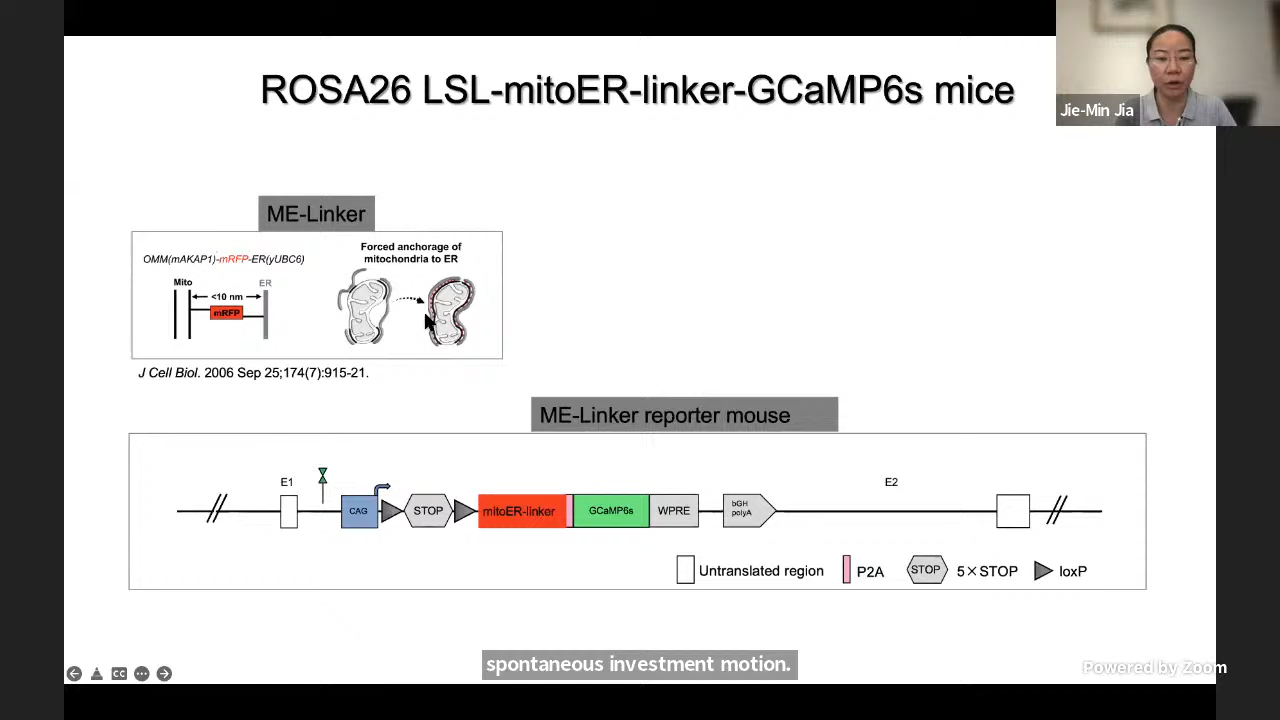 ROSA26 LSL-mitoER-linker-GCaMP6s mice
Jie-Min Jia
ME-Linker
OMM(mAKAP1)-mRFP-ER(yUBC6)
Mito
ER
<10 nm
mRFP
Forced anchorage of
mitochondria to ER
J Cell Biol. 2006 Sep 25;174(7):915-21.
ME-Linker reporter mouse
E1
E2
CAG
STOP
mitoER-linker
GCaMP6s
WPRE
bGH
polyA
Untranslated region
P2A
STOP
5×STOP
loxP
spontaneous investment motion.
CC
Powered by Zoom